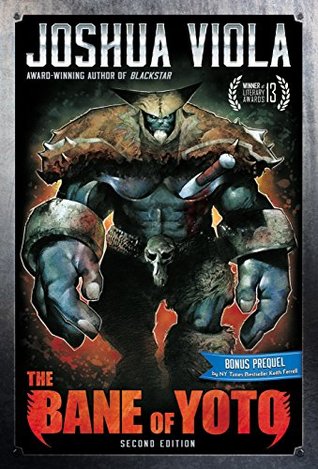 JOSHUA VIOLA
AWARD-WINNING AUTHOR OF BLACKSTAR
WINNER of
LITERARY
AWARDS
13
BONUS PREQUEL
by NY Times Bestseller Keith Ferrell
THE
BANE OF YOTO
SECOND EDITION